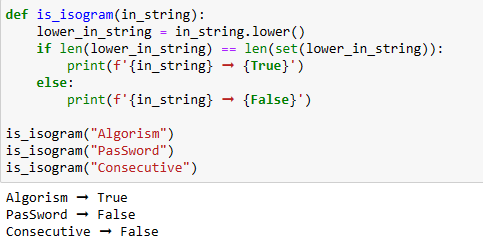 def is_isogram(in_string):
    lower_in_string = in_string.lower()
    if len(lower_in_string) == len(set(lower_in_string)):
        print(f'{in_string} ➞ {True}')
    else:
        print(f'{in_string} ➞ {False}')
is_isogram("Algorism")
is_isogram("PasSword")
is_isogram("Consecutive")
Algorism ➞ True
PasSword ➞ False
Consecutive ➞ False